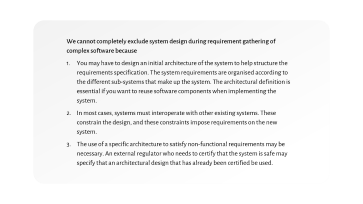 We cannot completely exclude system design during requirement gathering of
complex software because
1. You may have to design an initial architecture of the system to help structure the
requirements specification. The system requirements are organised according to
the different sub-systems that make up the system. The architectural definition is
essential if you want to reuse software components when implementing the
system.
2. In most cases, systems must interoperate with other existing systems. These
constrain the design, and these constraints impose requirements on the new
system.
3. The use of a specific architecture to satisfy non-functional requirements may be
necessary. An external regulator who needs to certify that the system is safe may
specify that an architectural design that has already been certified be used.